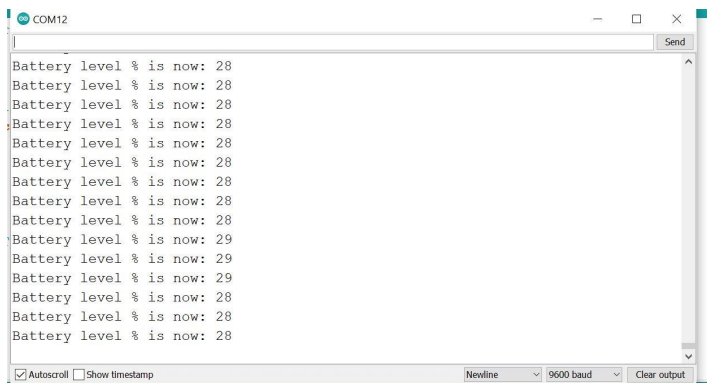 COM12
Send
Battery level % is now: 28
Battery level % is now: 28
Battery level % is now: 28
Battery level % is now: 28
Battery level % is now: 28
Battery level % is now: 28
Battery level % is now: 28
Battery level % is now: 28
Battery level % is now: 28
Battery level % is now: 29
Battery level % is now: 29
Battery level % is now: 29
Battery level % is now: 28
Battery level % is now: 28
Battery level % is now: 28
Autoscroll Show timestamp Newline 9600 baud Clear output